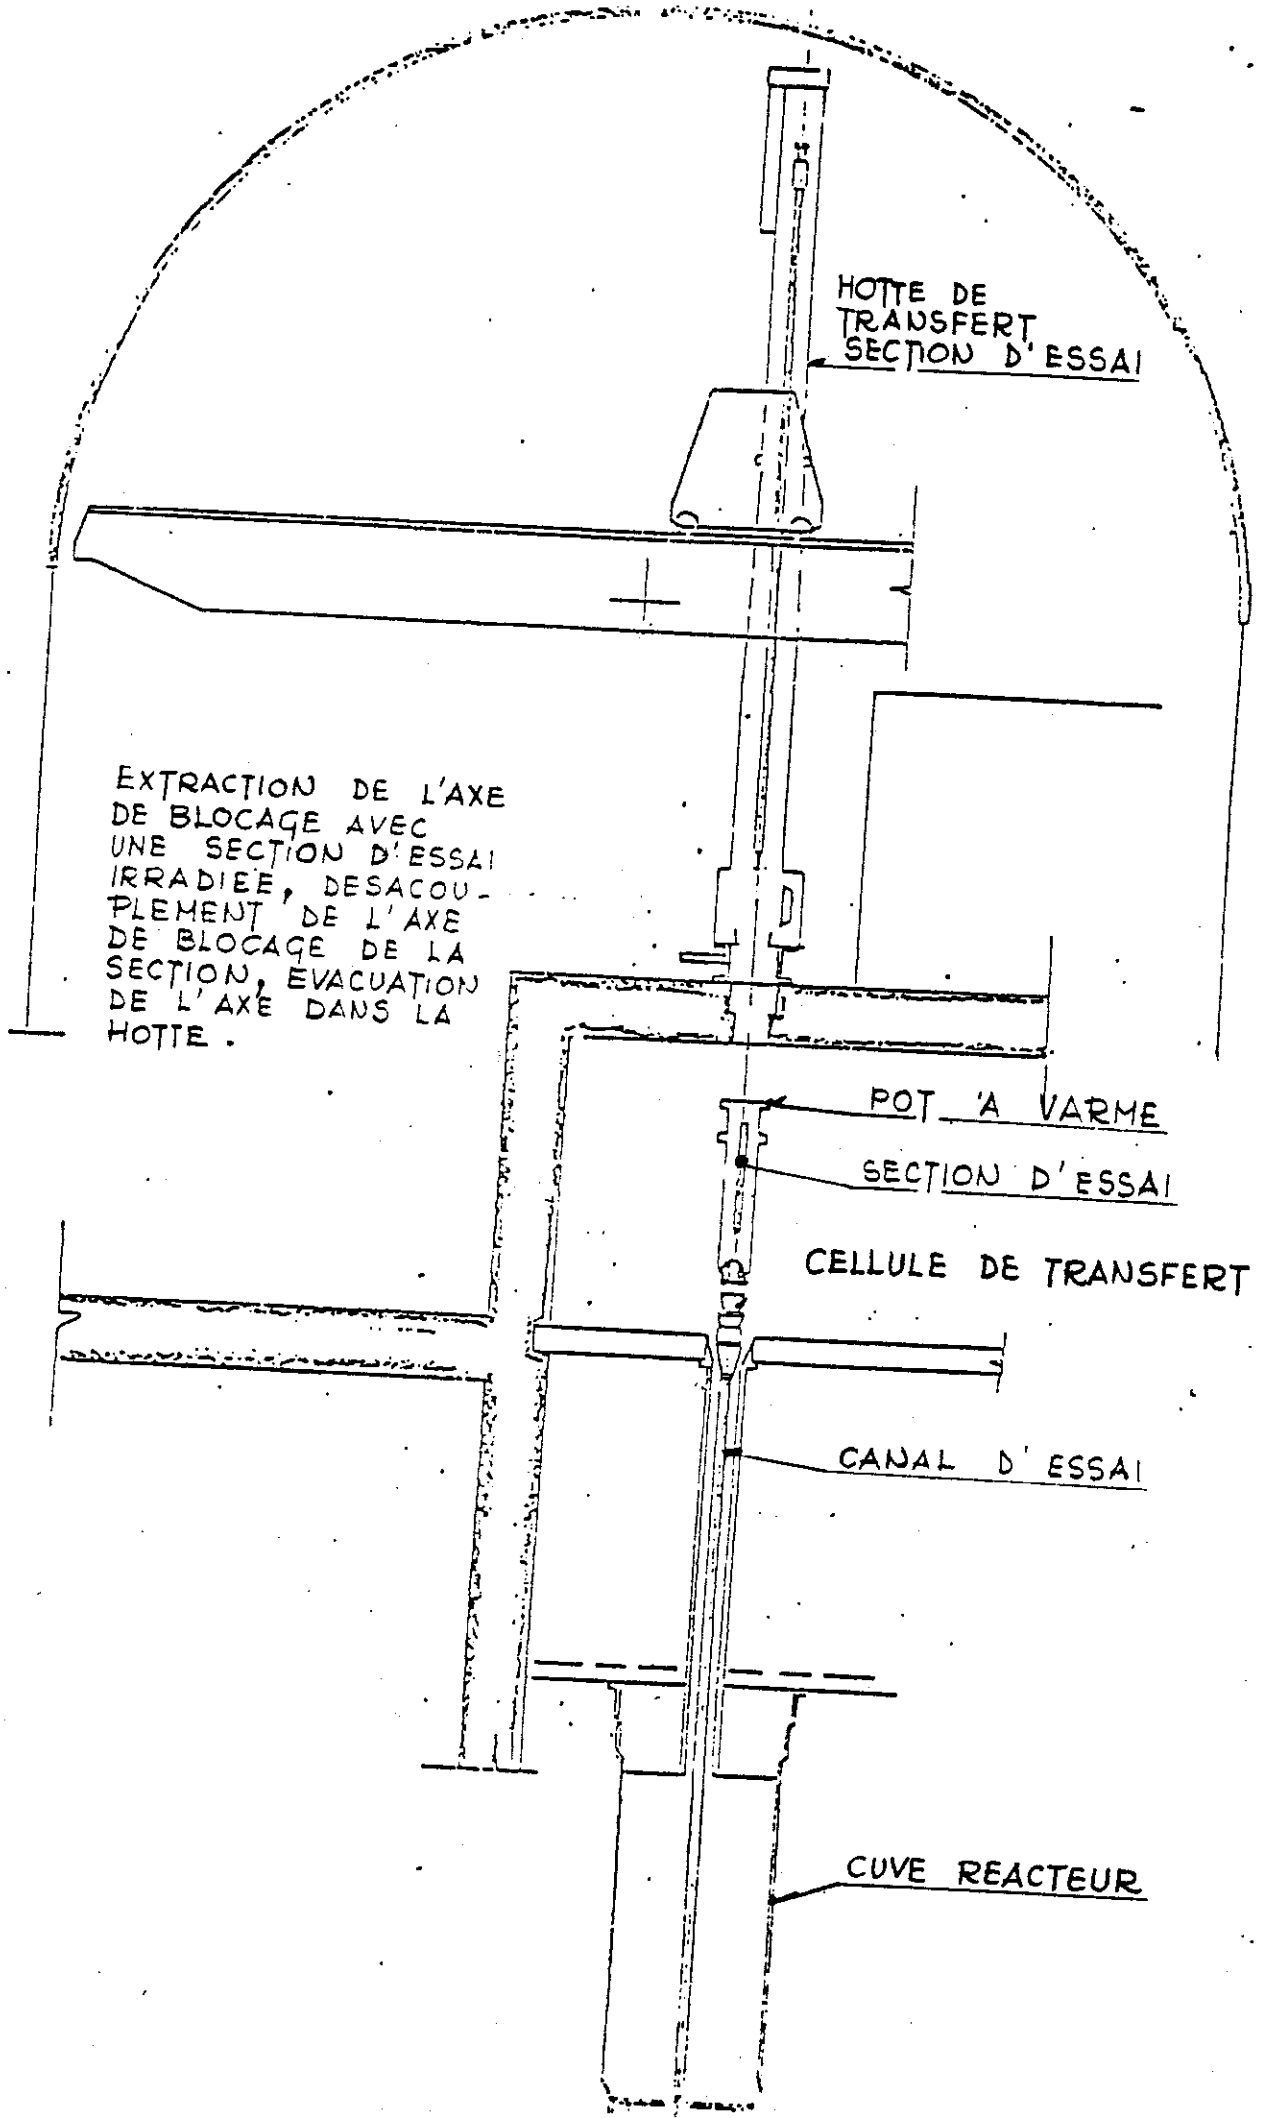 HOTTE DE
TRANSFERT
SECTION D'ESSAI
EXTRACTION DE L'AXE
DE BLOCAGE AVEC
UNE SECTION D'ESSAI
IRRADIEE, DESACOU-
PLEMENT DE L'AXE
DE BLOCAGE DE LA
SECTION, EVACUATION
DE L'AXE DANS LA
HOTTE.
POT 'A VARME
SECTION D'ESSAI
CELLULE DE TRANSFERT
CANAL D'ESSAI
CUVE REACTEUR